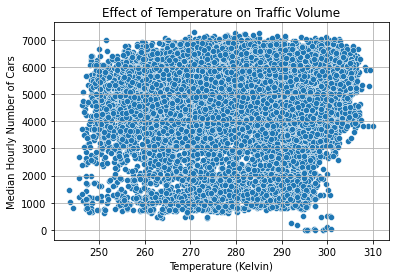 Effect of Temperature on Traffic Volume
Median Hourly Number of Cars
7000
6000
5000
4000
3000
2000
1000
0
250 260 270 280 290 300 310
Temperature (Kelvin)